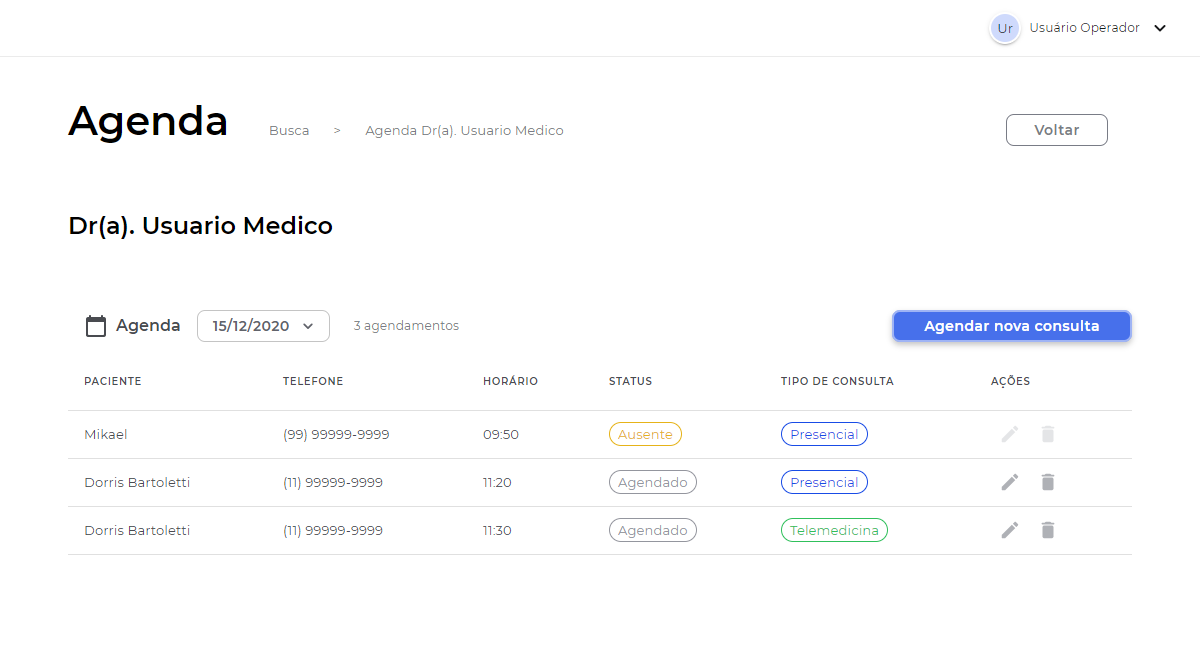 Ur Usuário Operador
Agenda Busca > Agenda Dr(a). Usuario Medico Voltar
Dr(a). Usuario Medico
Agenda 15/12/2020 3 agendamentos Agendar nova consulta
PACIENTE TELEFONE HORÁRIO STATUS TIPO DE CONSULTA AÇÕES
Mikael (99) 99999-9999 09:50 Ausente Presencial
Dorris Bartoletti (11) 99999-9999 11:20 Agendado Presencial
Dorris Bartoletti (11) 99999-9999 11:30 Agendado Telemedicina